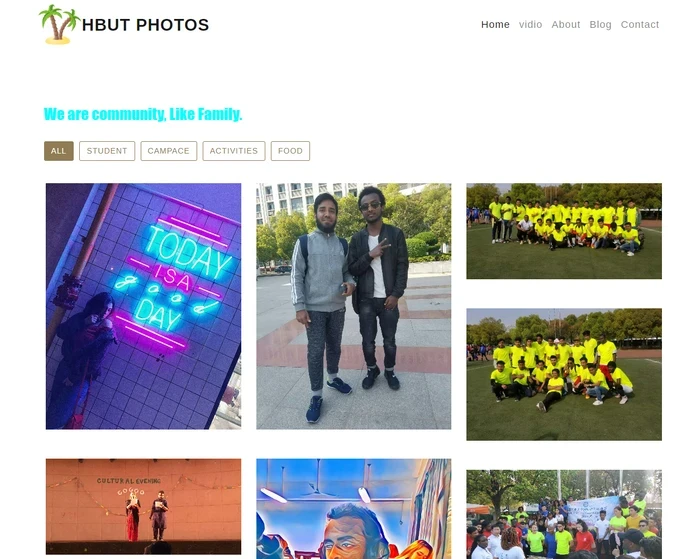 HBUT PHOTOS
Home vidio About Blog Contact
We are community, Like Family.
ALL STUDENT CAMPACE ACTIVITIES FOOD
TODAY
IS A
good
DAY
CULTURAL EVENING